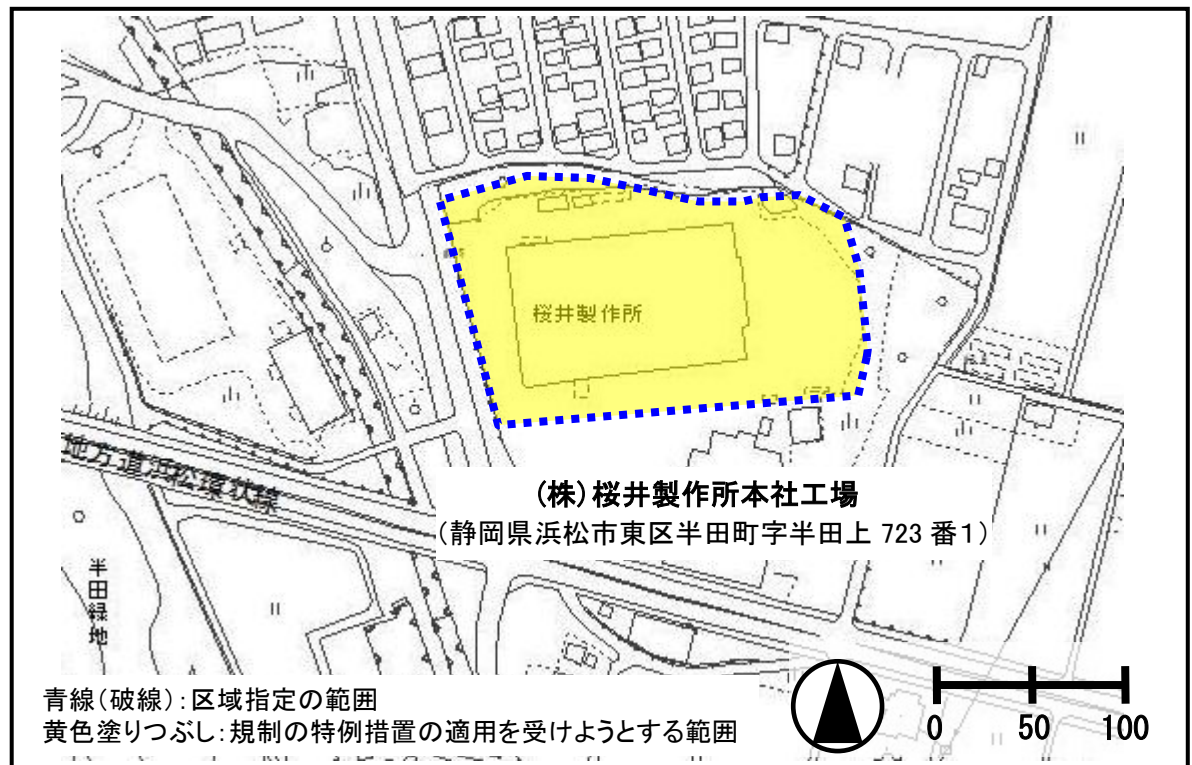 桜井製作所
地方道浜松環状線
(株)桜井製作所本社工場
(静岡県浜松市東区半田町字半田上 723 番1)
半田緑地
青線(破線):区域指定の範囲
黄色塗りつぶし:規制の特例措置の適用を受けようとする範囲
0 50 100